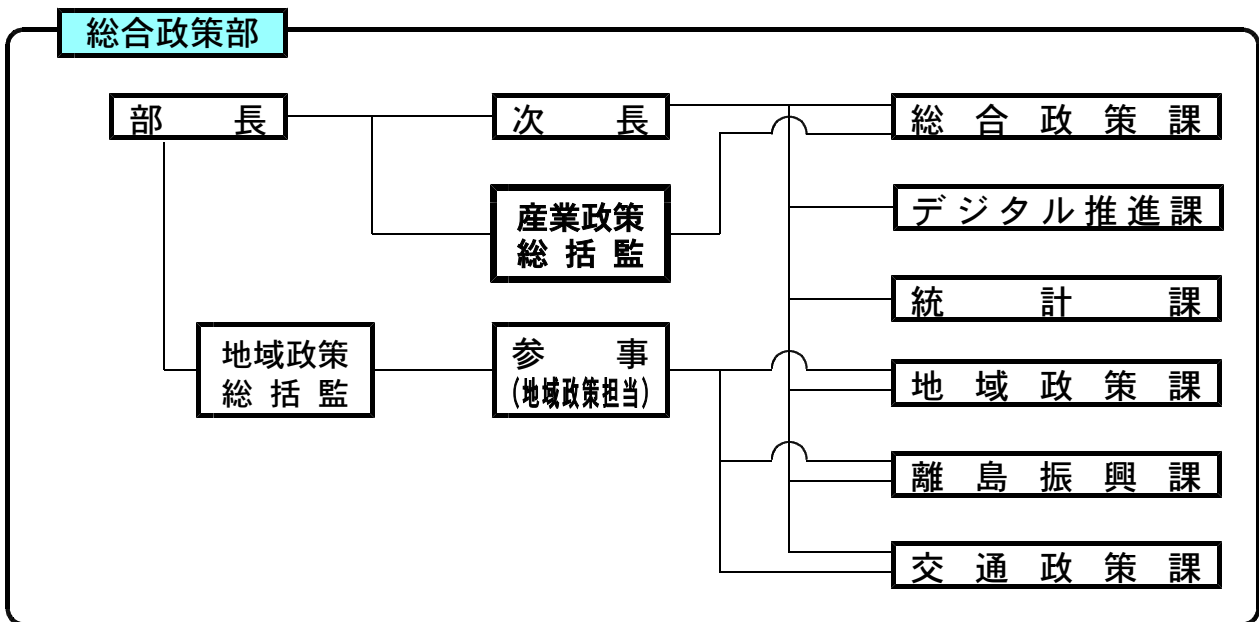 総合政策部
部長
次長
総合政策課
産業政策
総括監
デジタル推進課
統計課
地域政策
総括監
参事
(地域政策担当)
地域政策課
離島振興課
交通政策課